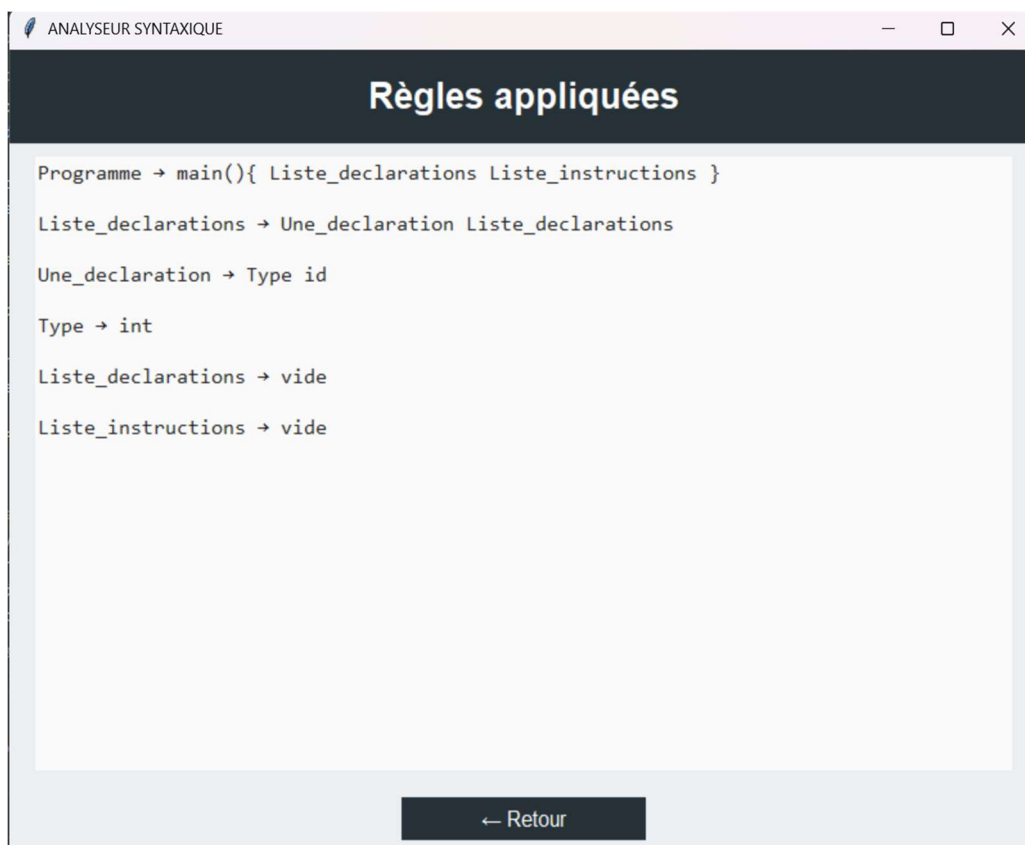 ANALYSEUR SYNTAXIQUE
Règles appliquées
Programme → main(){ Liste_declarations Liste_instructions }
Liste_declarations → Une_declaration Liste_declarations
Une_declaration → Type id
Type → int
Liste_declarations → vide
Liste_instructions → vide
← Retour